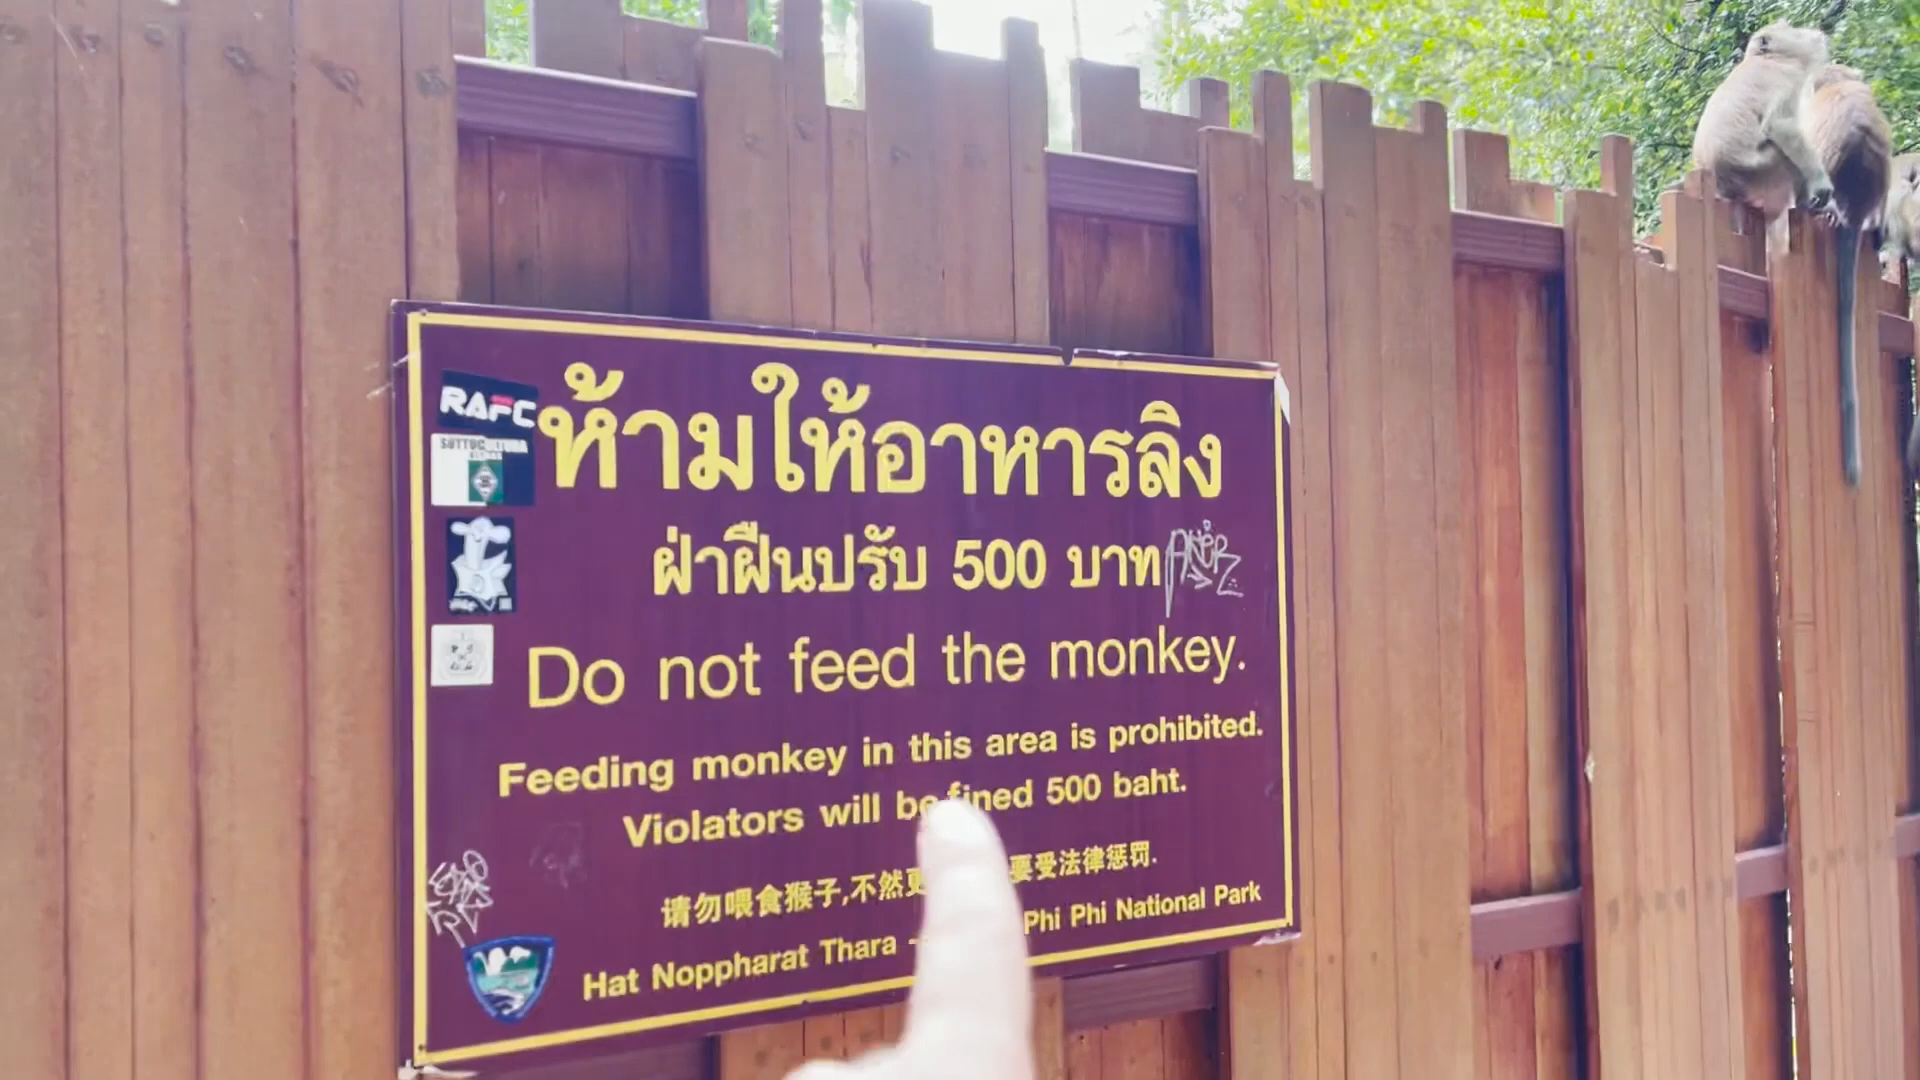 RAFC
SOTTOCULTURA
ห้ามให้อาหารลิง
ฝ่าฝืนปรับ 500 บาท
Do not feed the monkey.
Feeding monkey in this area is prohibited.
Violators will be fined 500 baht.
请勿喂食猴子,不然 要受法律惩罚.
Hat Noppharat Thara - Phi Phi National Park